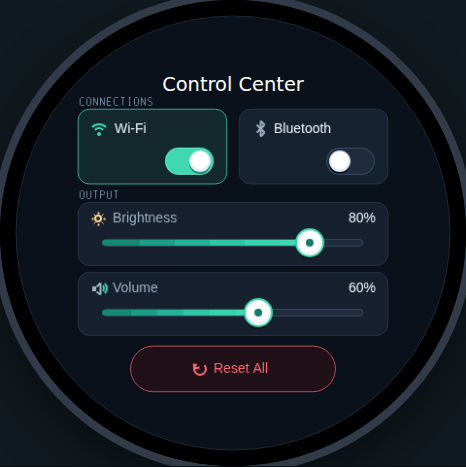 Control Center
CONNECTIONS
Wi-Fi
Bluetooth
OUTPUT
Brightness 80%
Volume 60%
Reset All